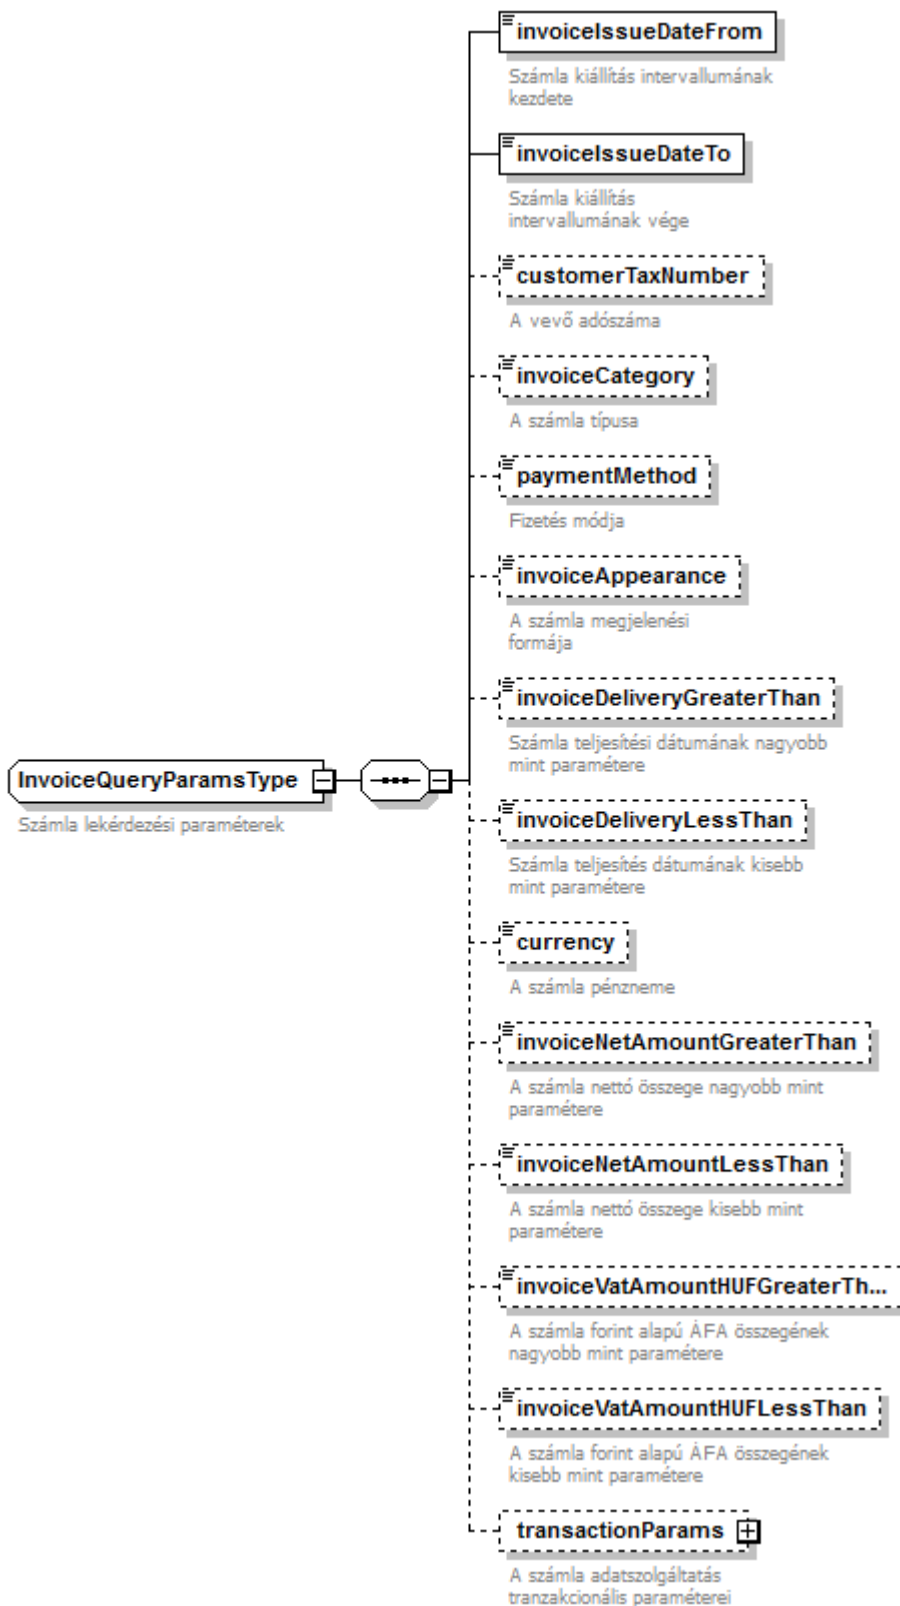 invoiceIssueDateFrom
Számla kiállítás intervallumának
kezdete
invoiceIssueDateTo
Számla kiállítás
intervallumának vége
customerTaxNumber
A vevő adószáma
invoiceCategory
A számla típusa
paymentMethod
Fizetés módja
invoiceAppearance
A számla megjelenési
formája
invoiceDeliveryGreaterThan
Számla teljesítési dátumának nagyobb
mint paramétere
InvoiceQueryParamsType
Számla lekérdezési paraméterek
invoiceDeliveryLessThan
Számla teljesítés dátumának kisebb
mint paramétere
currency
A számla pénzneme
invoiceNetAmountGreaterThan
A számla nettó összege nagyobb mint
paramétere
invoiceNetAmountLessThan
A számla nettó összege kisebb mint
paramétere
invoiceVatAmountHUFGreaterTh...
A számla forint alapú ÁFA összegének
nagyobb mint paramétere
invoiceVatAmountHUFLessThan
A számla forint alapú ÁFA összegének
kisebb mint paramétere
transactionParams
A számla adatszolgáltatás
tranzakcionális paraméterei